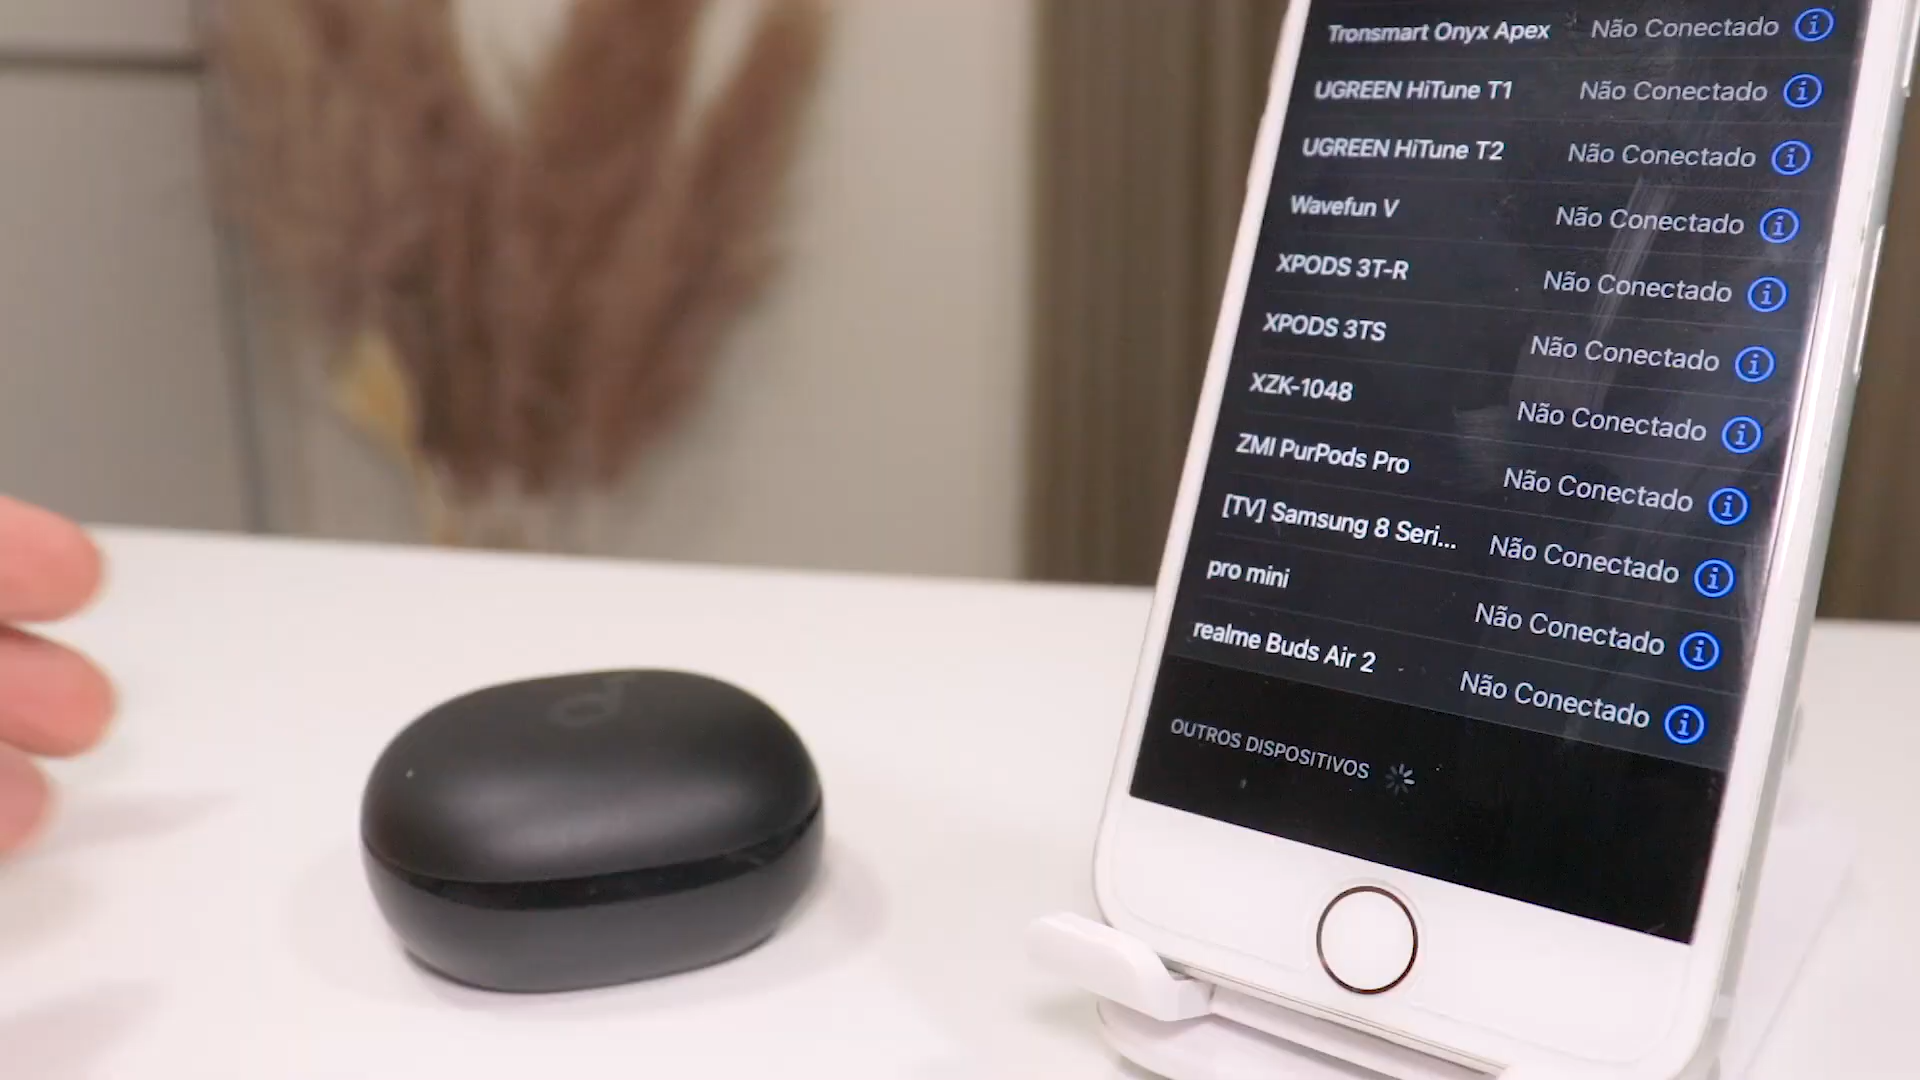 Tronsmart Onyx Apex Não Conectado
UGREEN HiTune T1 Não Conectado
UGREEN HiTune T2 Não Conectado
Wavefun V Não Conectado
XPODS 3T-R Não Conectado
XPODS 3TS Não Conectado
XZK-1048 Não Conectado
ZMI PurPods Pro Não Conectado
[TV] Samsung 8 Seri... Não Conectado
pro mini Não Conectado
realme Buds Air 2 Não Conectado
OUTROS DISPOSITIVOS